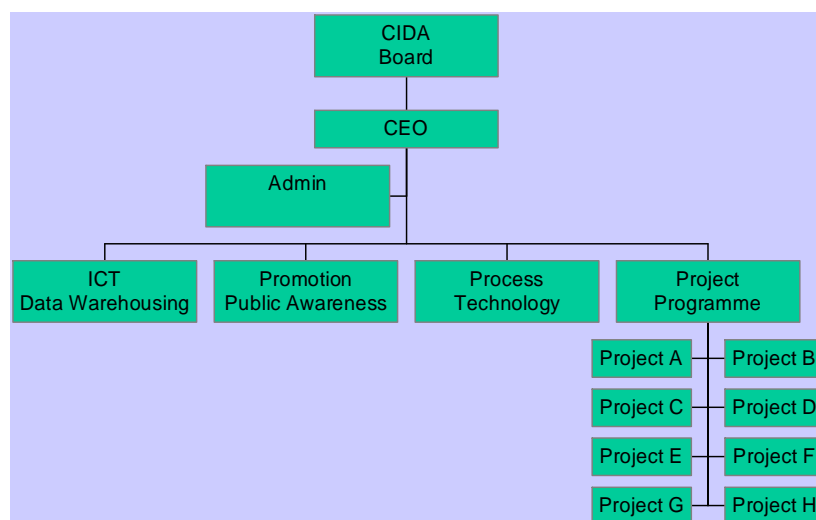 CIDA
Board
CEO
Admin
ICT
Data Warehousing
Promotion
Public Awareness
Process
Technology
Project
Programme
Project A
Project B
Project C
Project D
Project E
Project F
Project G
Project H